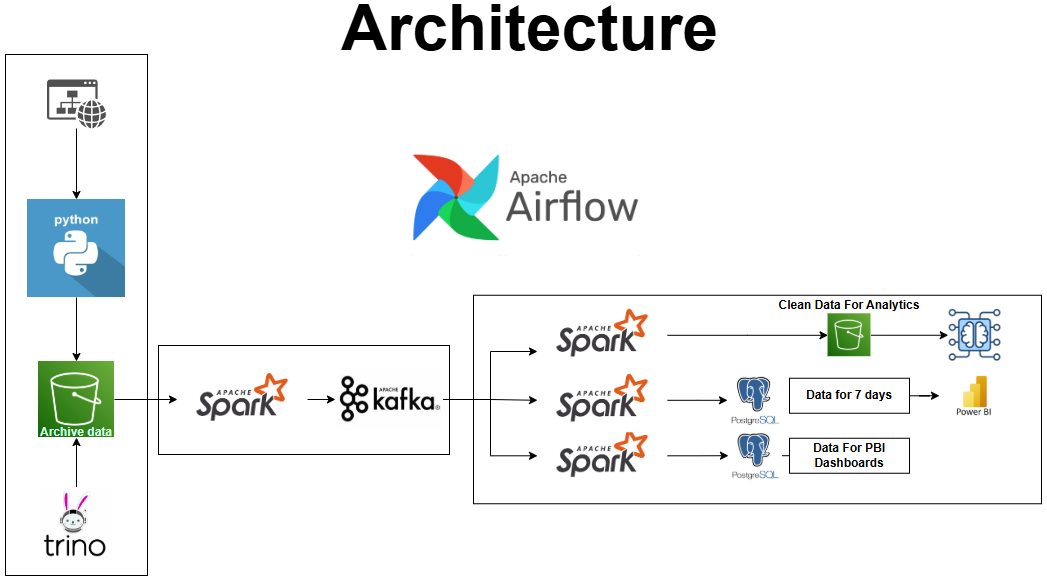 Architecture
Apache
Airflow
python
Archive data
trino
APACHE
Spark
APACHE
kafka
Clean Data For Analytics
APACHE
Spark
APACHE
Spark
PostgreSQL
Data for 7 days
Power BI
APACHE
Spark
PostgreSQL
Data For PBI
Dashboards